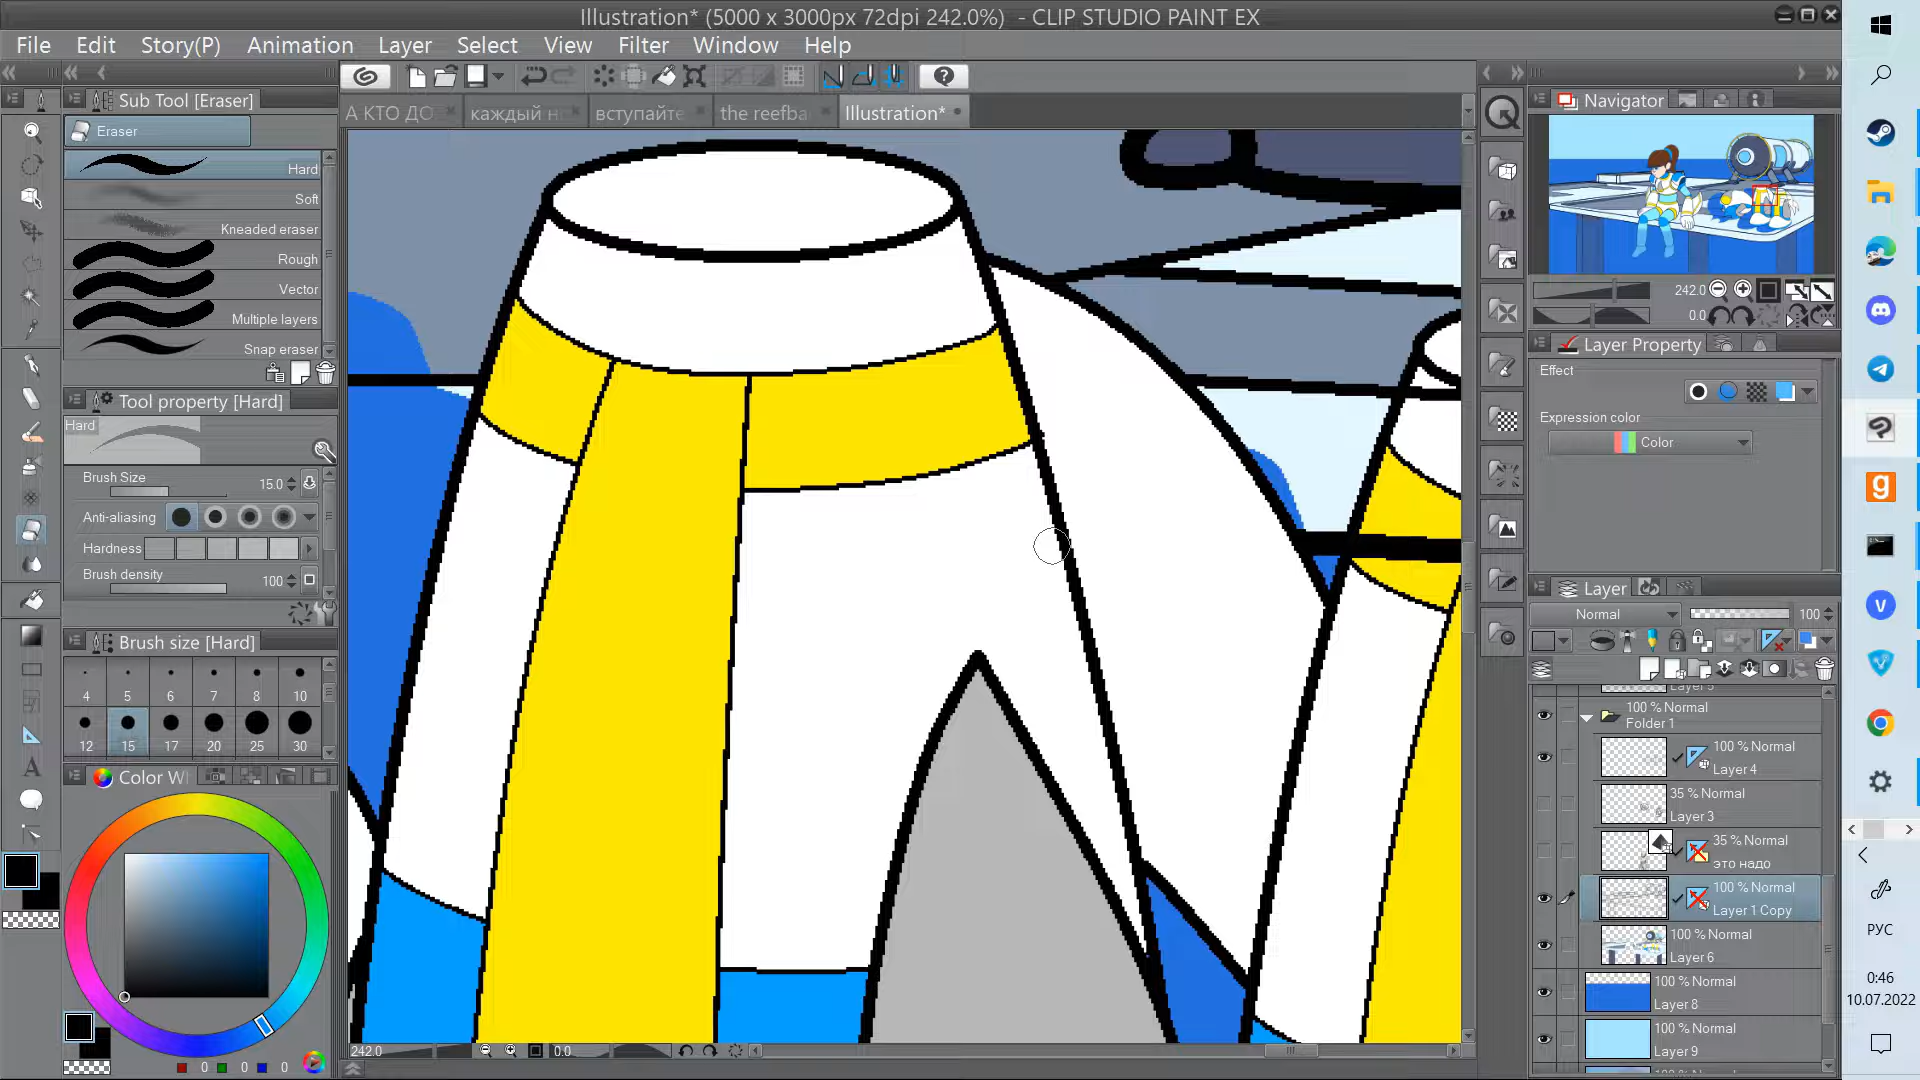 Illustration* (5000 x 3000px 72dpi 242.0%) - CLIP STUDIO PAINT EX
File Edit Story(P) Animation Layer Select View Filter Window Help
Sub Tool [Eraser]
Eraser
Hard
Soft
Kneaded eraser
Rough
Vector
Multiple layers
Snap eraser
Tool property [Hard]
Hard
Brush Size 15.0
Anti-aliasing
Hardness
Brush density 100
Brush size [Hard]
4 5 6 7 8 10
12 15 17 20 25 30
Color W
0 0 0
А КТО ДО
каждый н
вступайте
the reefba
Illustration*
242.0 0.0
Navigator
242.0
0.0
Layer Property
Effect
Expression color
Color
Layer
Normal 100
Layer 5
100 % Normal
Folder 1
100 % Normal
Layer 4
35 % Normal
Layer 3
35 % Normal
это надо
100 % Normal
Layer 1 Copy
100 % Normal
Layer 6
100 % Normal
Layer 8
100 % Normal
Layer 9
РУС
0:46
10.07.2022